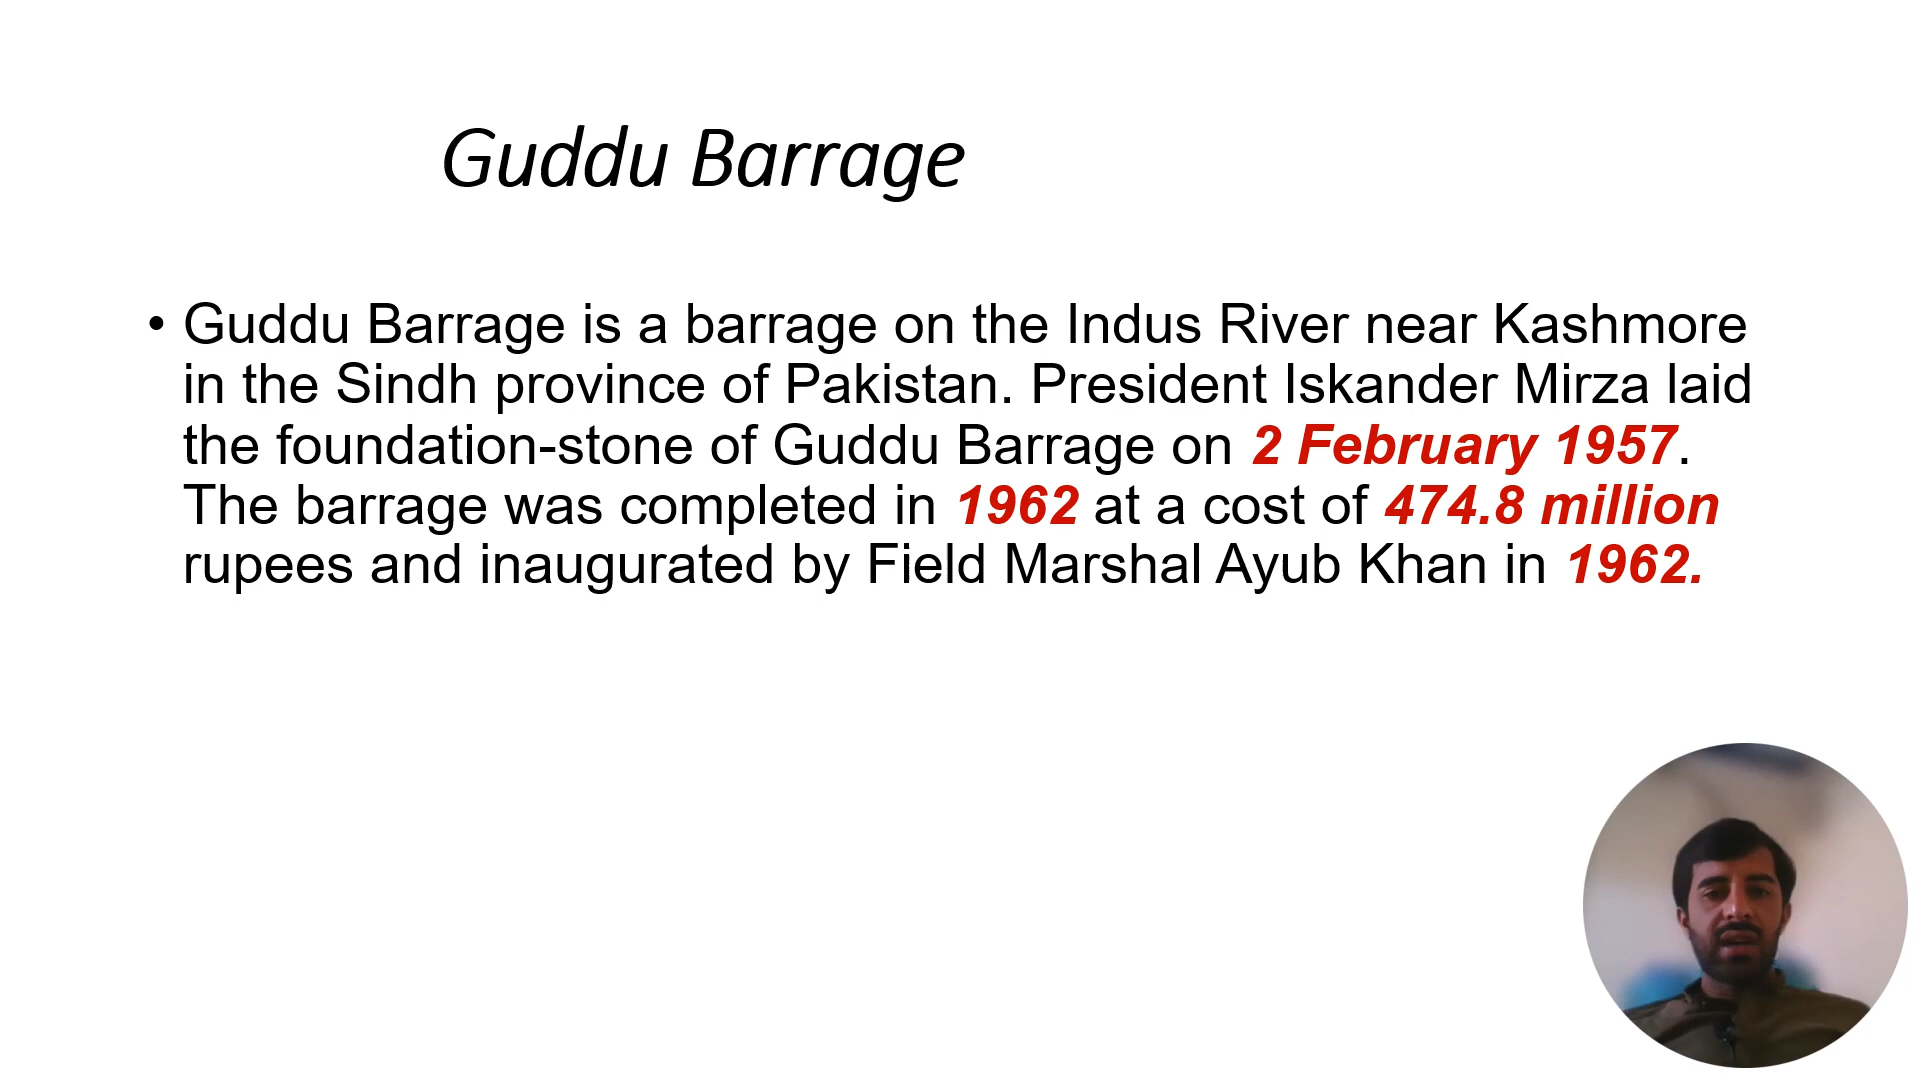 Guddu Barrage
• Guddu Barrage is a barrage on the Indus River near Kashmore
in the Sindh province of Pakistan. President Iskander Mirza laid
the foundation-stone of Guddu Barrage on 2 February 1957.
The barrage was completed in 1962 at a cost of 474.8 million
rupees and inaugurated by Field Marshal Ayub Khan in 1962.